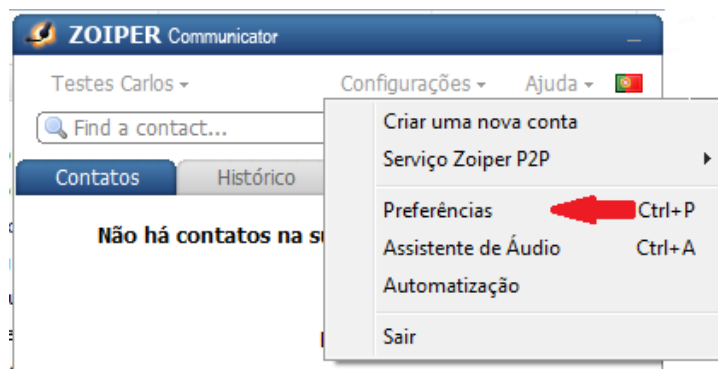 ZOIPER Communicator
Testes Carlos Configurações Ajuda
Find a contact...
Criar uma nova conta
Serviço Zoiper P2P
Contatos Histórico
Preferências Ctrl+P
Não há contatos na
Assistente de Áudio Ctrl+A
Automatização
Sair